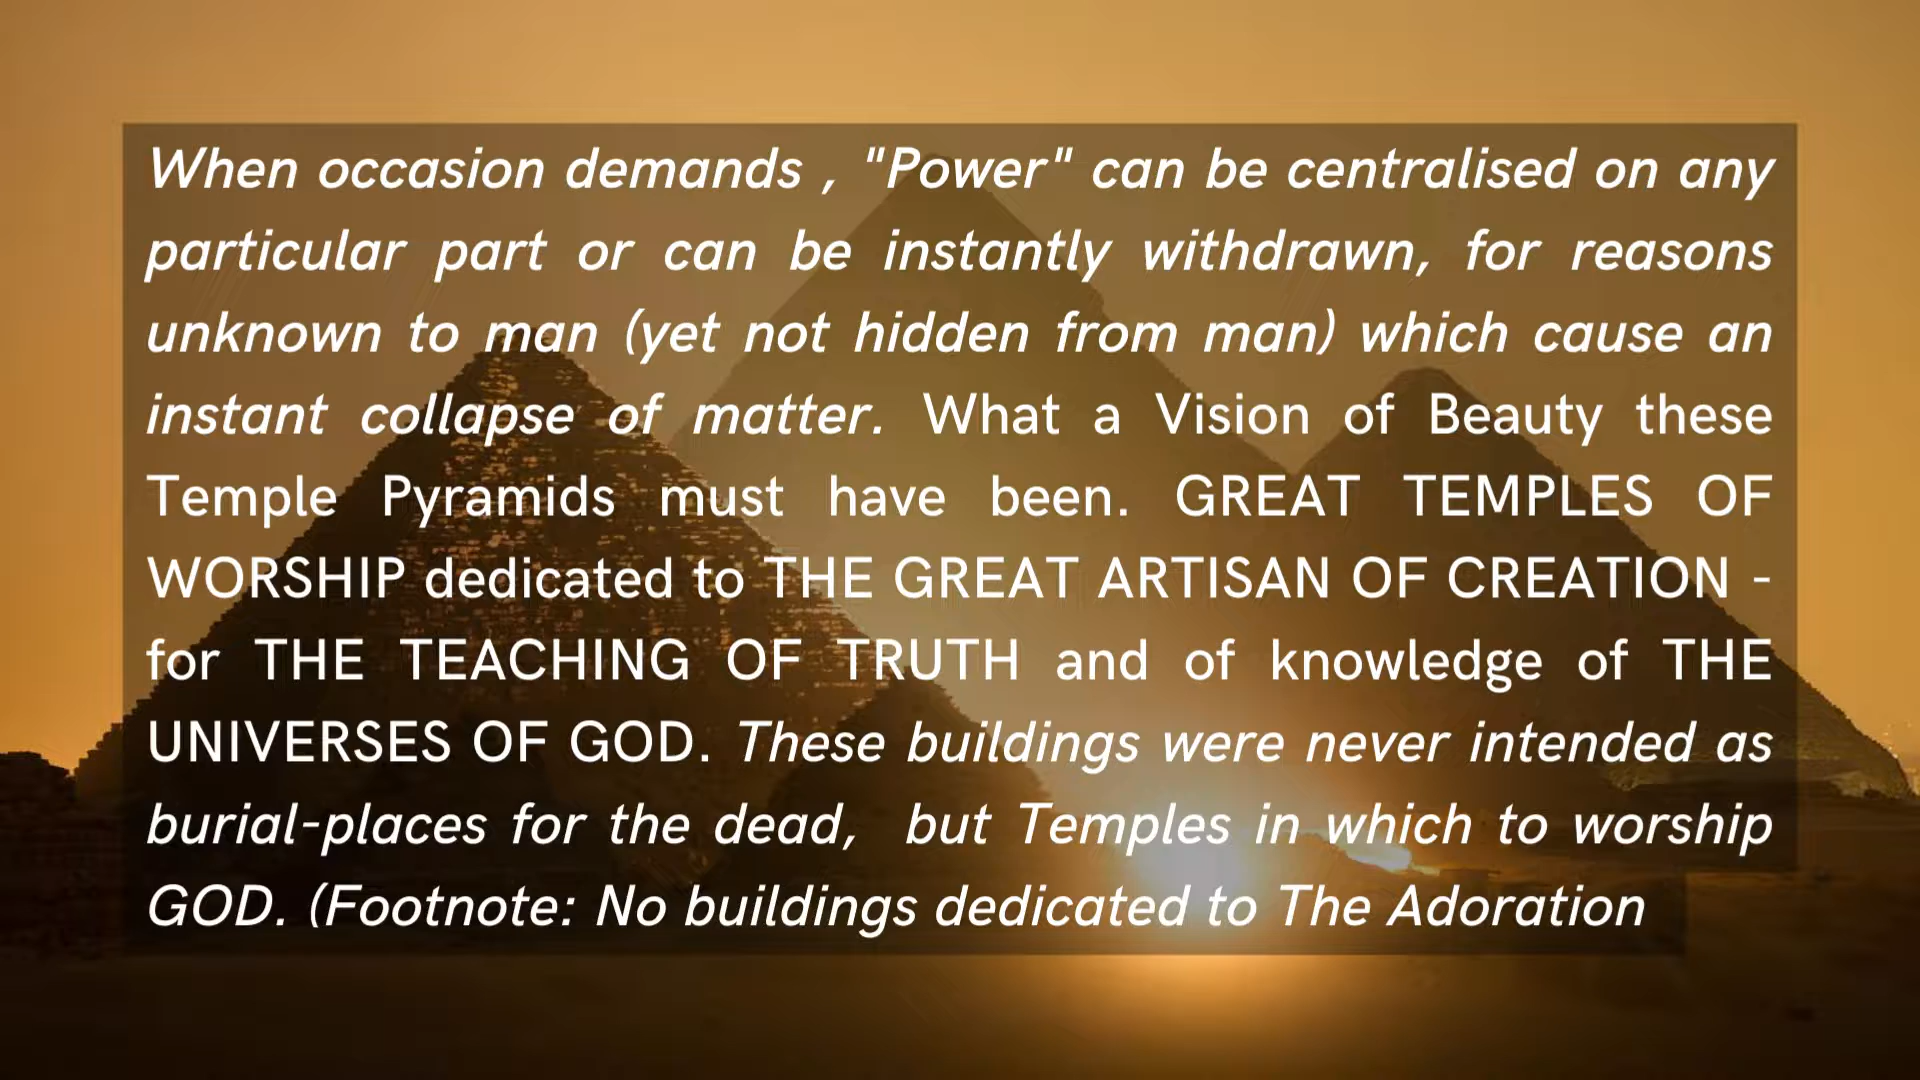 When occasion demands , "Power" can be centralised on any
particular part or can be instantly withdrawn, for reasons
unknown to man (yet not hidden from man) which cause an
instant collapse of matter. What a Vision of Beauty these
Temple Pyramids must have been. GREAT TEMPLES OF
WORSHIP dedicated to THE GREAT ARTISAN OF CREATION -
for THE TEACHING OF TRUTH and of knowledge of THE
UNIVERSES OF GOD. These buildings were never intended as
burial-places for the dead,  but Temples in which to worship
GOD. (Footnote: No buildings dedicated to The Adoration